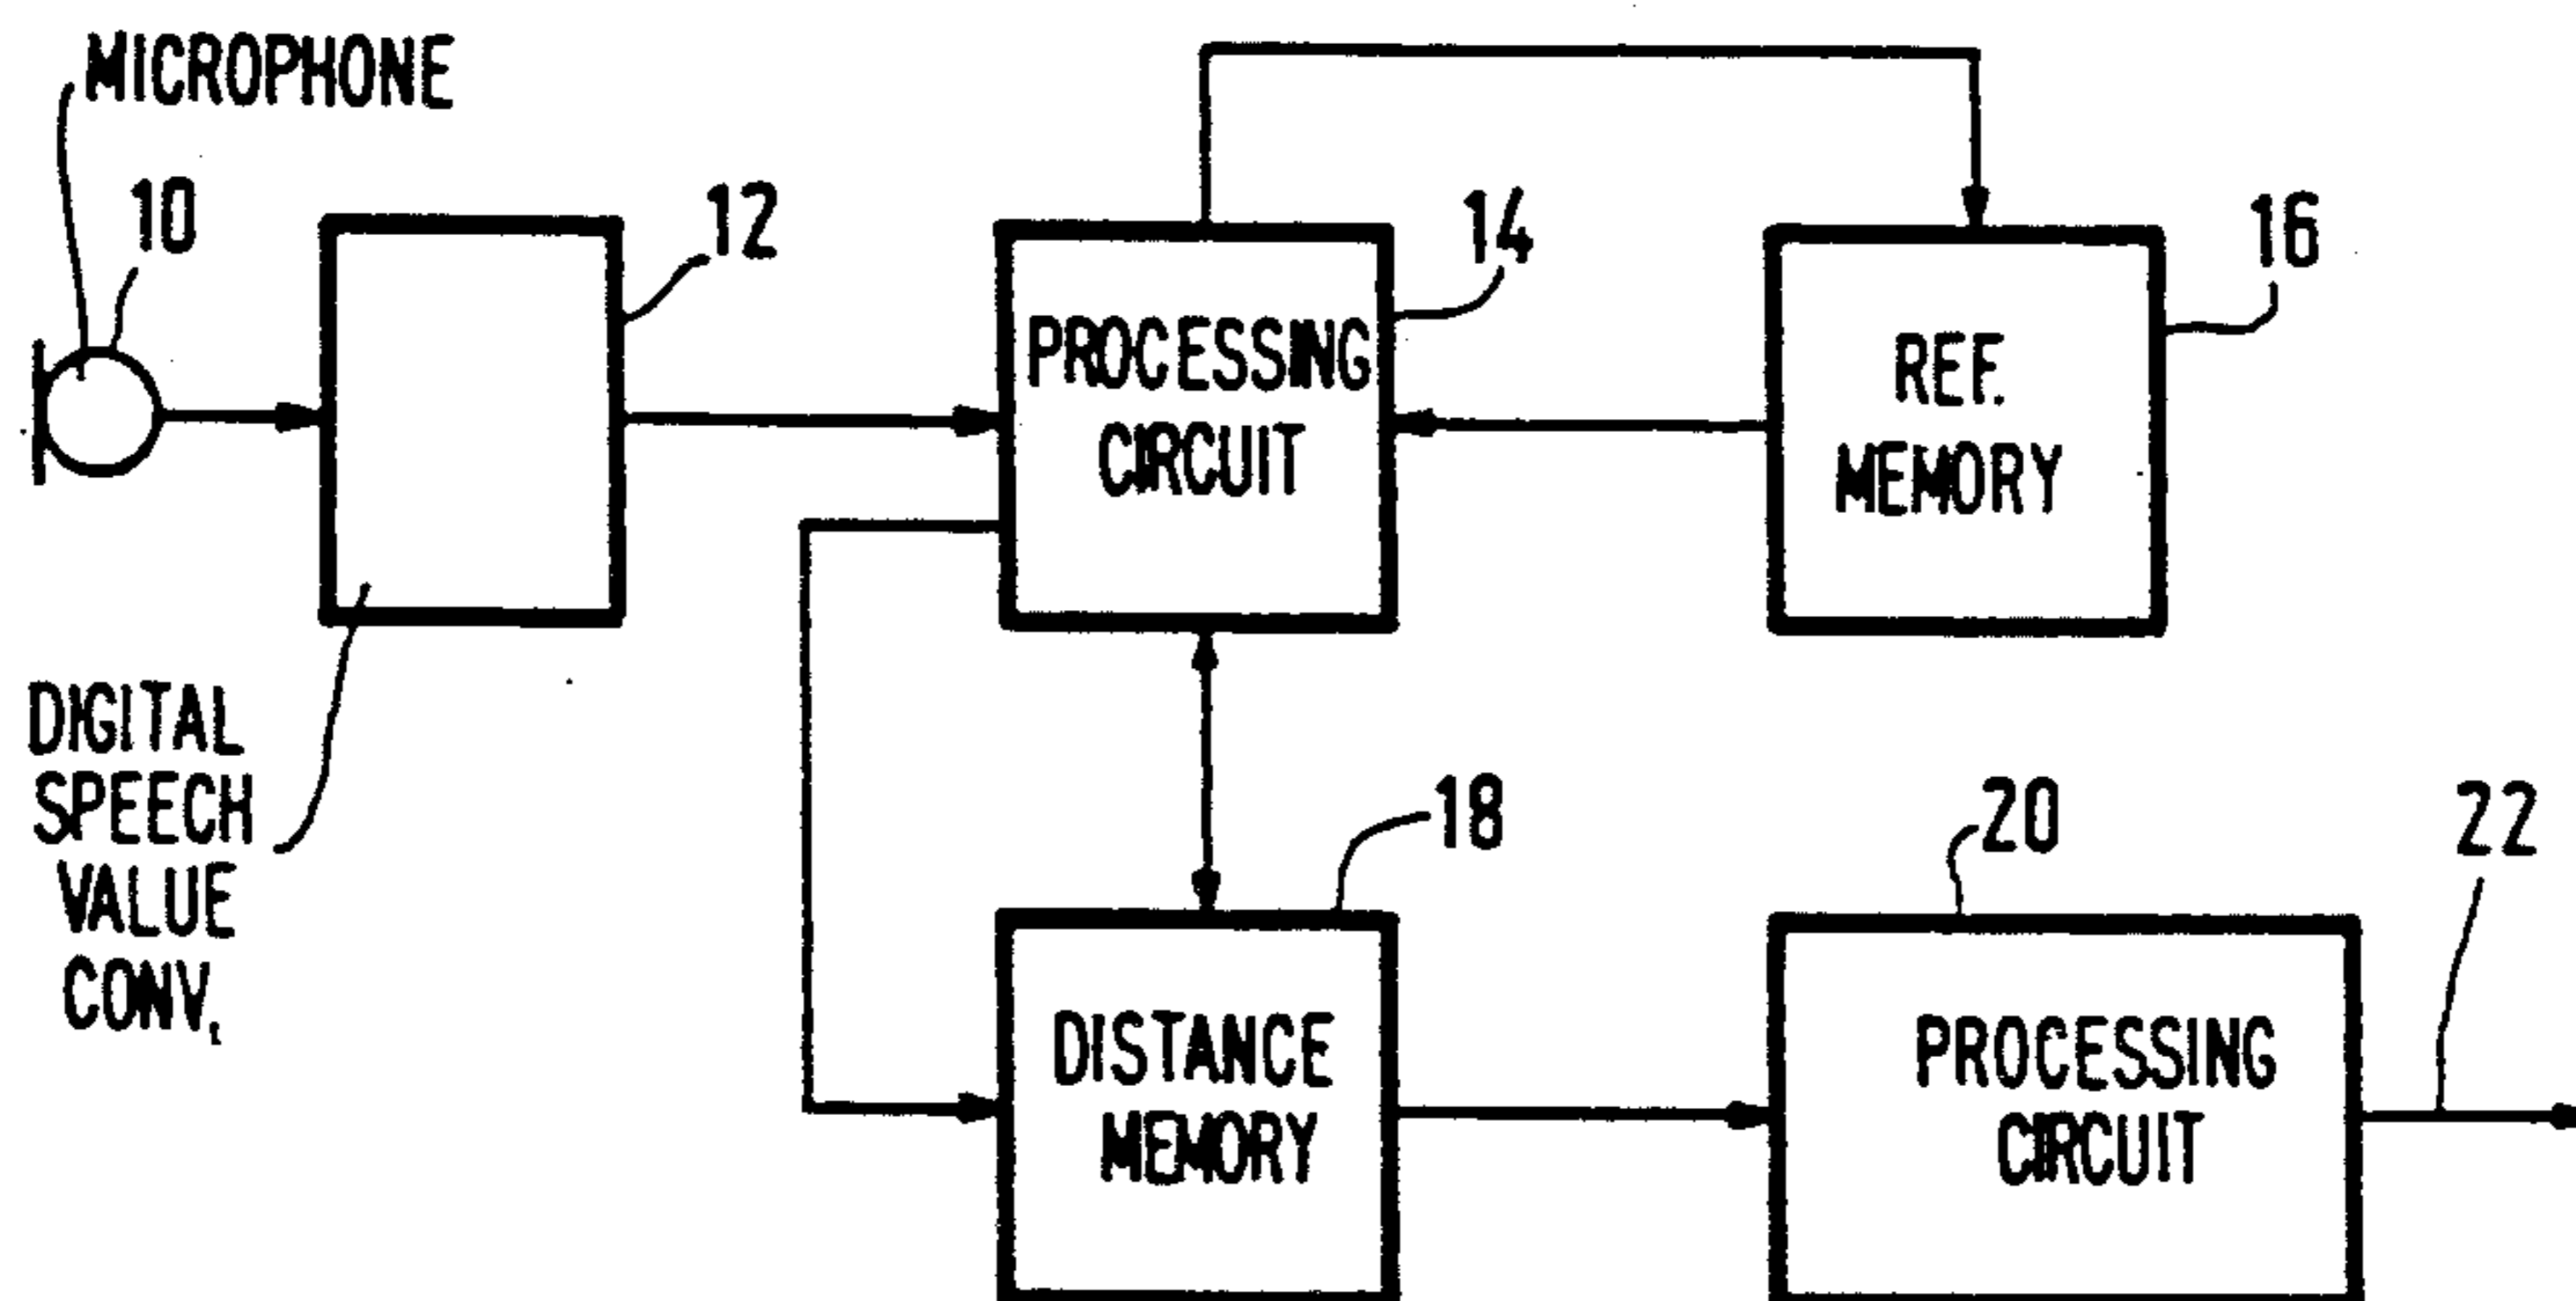 MICROPHONE
10
12
14
16
PROCESSING
CIRCUIT
REF.
MEMORY
DIGITAL
SPEECH
VALUE
CONV.
18
20
22
DISTANCE
MEMORY
PROCESSING
CIRCUIT